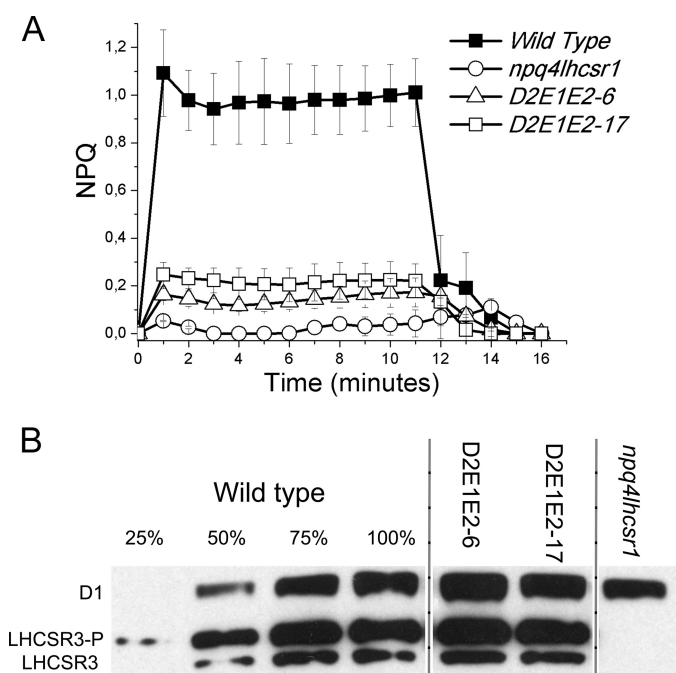 A
NPQ
1,2
1,0
0,8
0,6
0,4
0,2
0,0
0 2 4 6 8 10 12 14 16
Time (minutes)
Wild Type
npq4lhcsr1
D2E1E2-6
D2E1E2-17
B
Wild type
25% 50% 75% 100%
D2E1E2-6
D2E1E2-17
npq4lhcsr1
D1
LHCSR3-P
LHCSR3